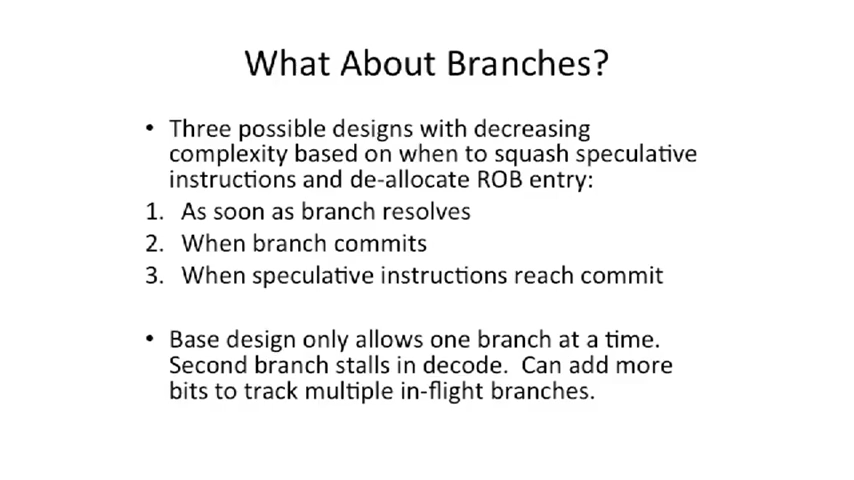 What About Branches?
• Three possible designs with decreasing
complexity based on when to squash speculative
instructions and de-allocate ROB entry:
1. As soon as branch resolves
2. When branch commits
3. When speculative instructions reach commit
• Base design only allows one branch at a time.
Second branch stalls in decode. Can add more
bits to track multiple in-flight branches.